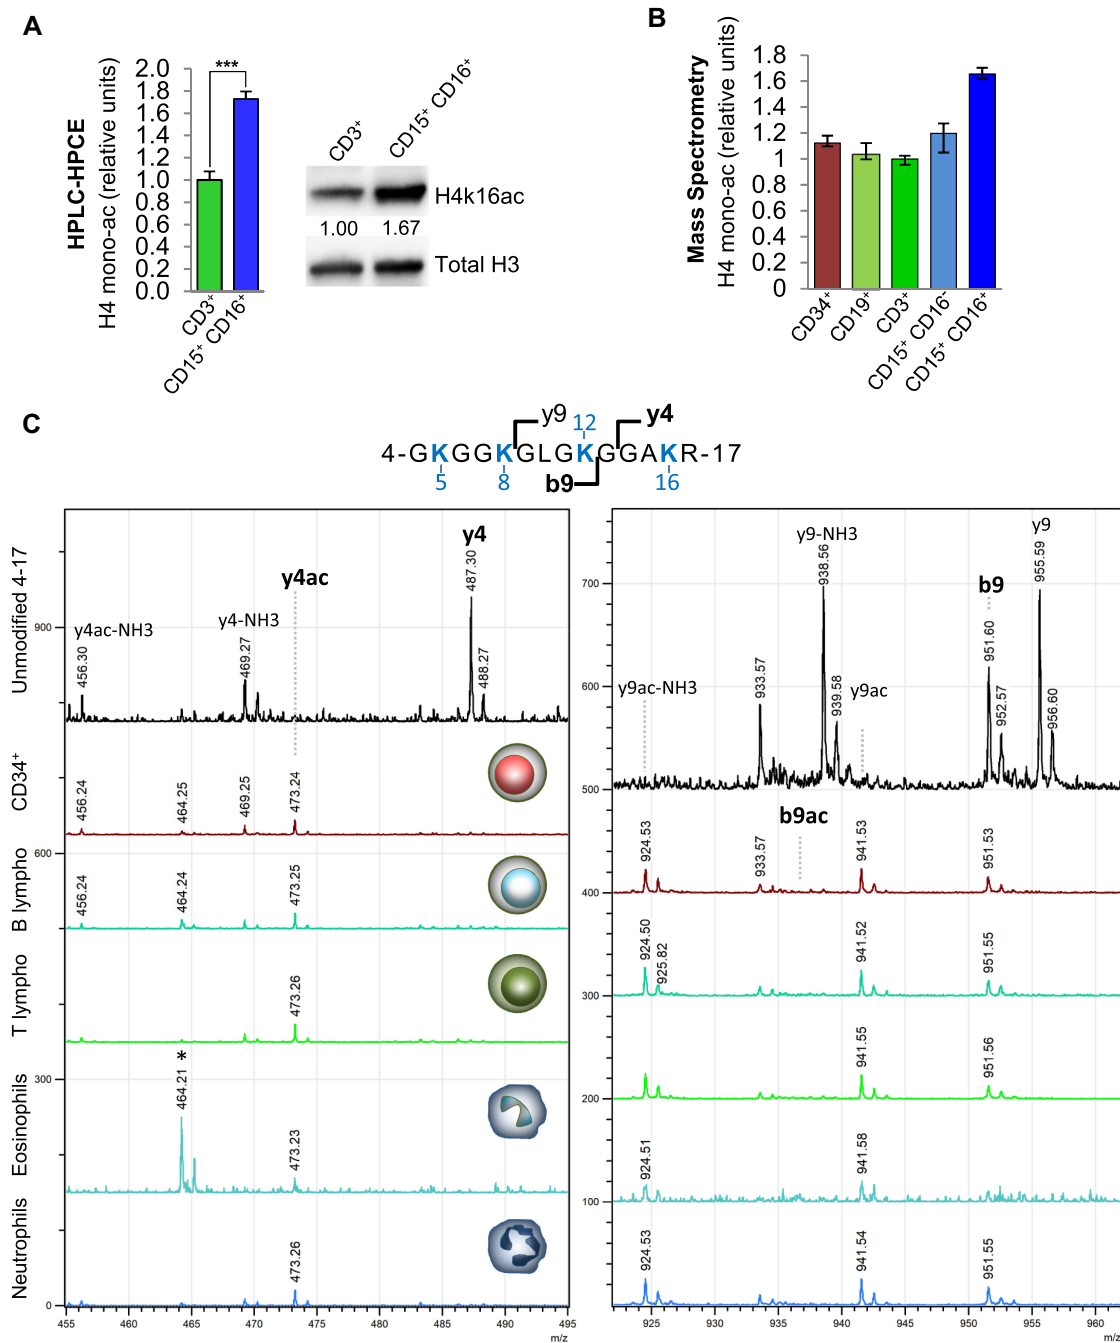 A
HPLC-HPCE
H4 mono-ac (relative units)
2.0
1.8
1.6
1.4
1.2
1.0
0.8
0.6
0.4
0.2
0.0
***
CD3+
CD15+ CD16+
CD3+
CD15+ CD16+
H4k16ac
1.00 1.67
Total H3
B
Mass Spectrometry
H4 mono-ac (relative units)
1.8
1.6
1.4
1.2
1
0.8
0.6
0.4
0.2
0
CD34+
CD19+
CD3+
CD15+ CD16-
CD15+ CD16+
C
y9 12 y4
4-GKGGKGLGKGGAKR-17
5 8 b9 16
Unmodified 4-17
CD34+
B lympho
T lympho
Eosinophils
Neutrophils
900
600
300
0
y4ac-NH3
456.30
y4-NH3
469.27
y4ac
y4
487.30
488.27
456.24
464.25
469.25
473.24
456.24
464.24
473.25
473.26
*
464.21
473.23
473.26
455 460 465 470 475 480 485 490 495
m/z
700
600
500
400
300
200
100
0
y9ac-NH3
933.57
y9-NH3
938.56
939.58
y9ac
b9
951.60
952.57
y9
955.59
956.60
b9ac
924.53
933.57
941.53
951.53
924.50
925.82
941.52
951.55
941.55
951.56
924.51
941.58
924.53
941.54
951.55
925 930 935 940 945 950 955 960
m/z